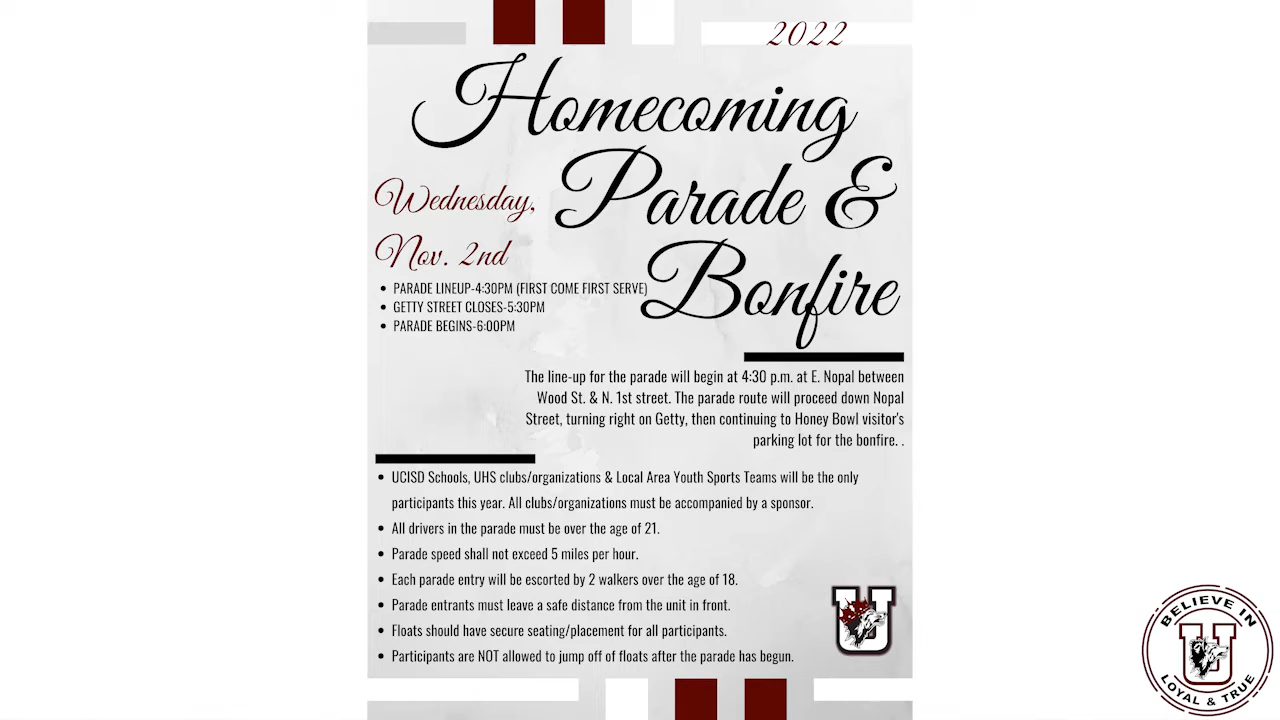 2022
Homecoming
Parade &
Bonfire
Wednesday,
Nov. 2nd
• PARADE LINEUP-4:30PM (FIRST COME FIRST SERVE)
• GETTY STREET CLOSES-5:30PM
• PARADE BEGINS-6:00PM
The line-up for the parade will begin at 4:30 p.m. at E. Nopal between
Wood St. & N. 1st street. The parade route will proceed down Nopal
Street, turning right on Getty, then continuing to Honey Bowl visitor's
parking lot for the bonfire. .
• UCISD Schools, UHS clubs/organizations & Local Area Youth Sports Teams will be the only
participants this year. All clubs/organizations must be accompanied by a sponsor.
• All drivers in the parade must be over the age of 21.
• Parade speed shall not exceed 5 miles per hour.
• Each parade entry will be escorted by 2 walkers over the age of 18.
• Parade entrants must leave a safe distance from the unit in front.
• Floats should have secure seating/placement for all participants.
• Participants are NOT allowed to jump off of floats after the parade has begun.
U
BELIEVE IN
U
LOYAL & TRUE